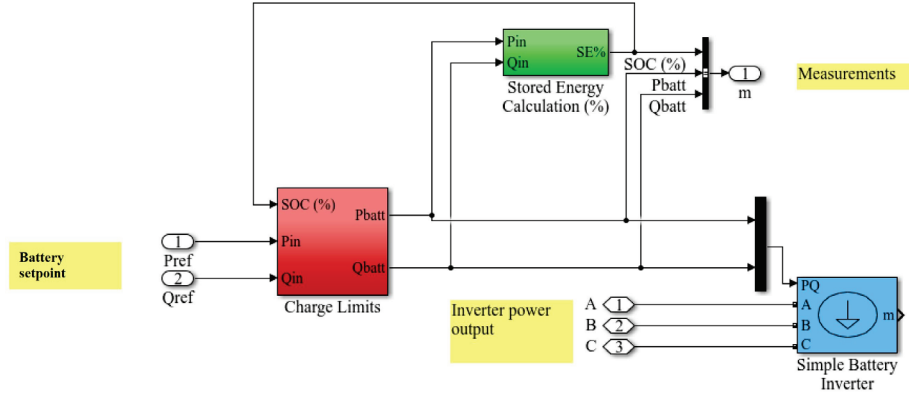 Pin
Qin
SE%
Stored Energy
Calculation (%)
SOC (%)
Pbatt
Qbatt
1
m
Measurements
SOC (%)
Pin
Qin
Pbatt
Qbatt
Charge Limits
Battery
setpoint
1
Pref
2
Qref
Inverter power
output
A 1
B 2
C 3
PQ
A
B
C
m
Simple Battery
Inverter